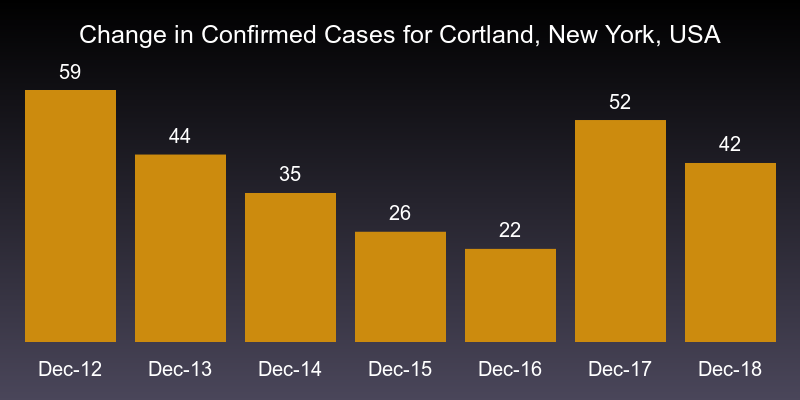 Change in Confirmed Cases for Cortland, New York, USA
59
44
35
26
22
52
42
Dec-12
Dec-13
Dec-14
Dec-15
Dec-16
Dec-17
Dec-18